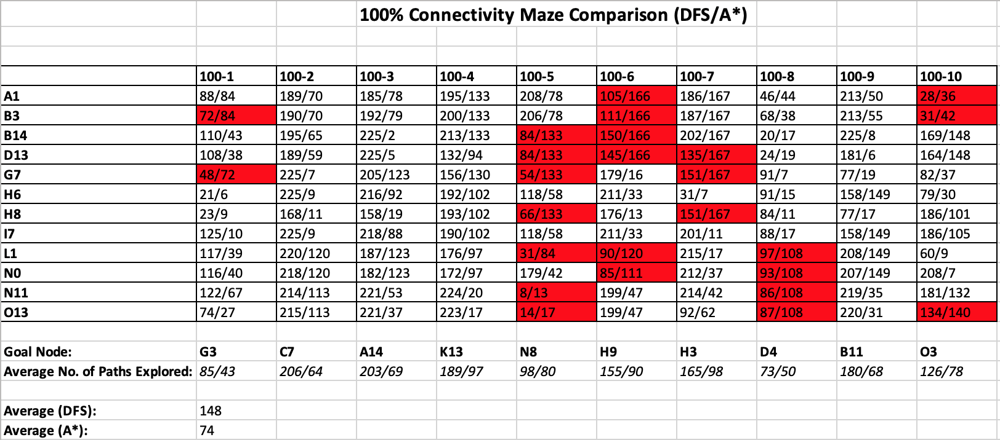 100% Connectivity Maze Comparison (DFS/A*)
100-1 100-2 100-3 100-4 100-5 100-6 100-7 100-8 100-9 100-10
A1 88/84 189/70 185/78 195/133 208/78 105/166 186/167 46/44 213/50 28/36
B3 72/84 190/70 192/79 200/133 206/78 111/166 187/167 68/38 213/55 31/42
B14 110/43 195/65 225/2 213/133 84/133 150/166 202/167 20/17 225/8 169/148
D13 108/38 189/59 225/5 132/94 84/133 145/166 135/167 24/19 181/6 164/148
G7 48/72 225/7 205/123 156/130 54/133 179/16 151/167 91/7 77/19 82/37
H6 21/6 225/9 216/92 192/102 118/58 211/33 31/7 91/15 158/149 79/30
H8 23/9 168/11 158/19 193/102 66/133 176/13 151/167 84/11 77/17 186/101
I7 125/10 225/9 218/88 190/102 118/58 211/33 201/11 88/17 158/149 186/105
L1 117/39 220/120 187/123 176/97 31/84 90/120 215/17 97/108 208/149 60/9
N0 116/40 218/120 182/123 172/97 179/42 85/111 212/37 93/108 207/149 208/7
N11 122/67 214/113 221/53 224/20 8/13 199/47 214/42 86/108 219/35 181/132
O13 74/27 215/113 221/37 223/17 14/17 199/47 92/62 87/108 220/31 134/140
Goal Node: G3 C7 A14 K13 N8 H9 H3 D4 B11 O3
Average No. of Paths Explored: 85/43 206/64 203/69 189/97 98/80 155/90 165/98 73/50 180/68 126/78
Average (DFS): 148
Average (A*): 74